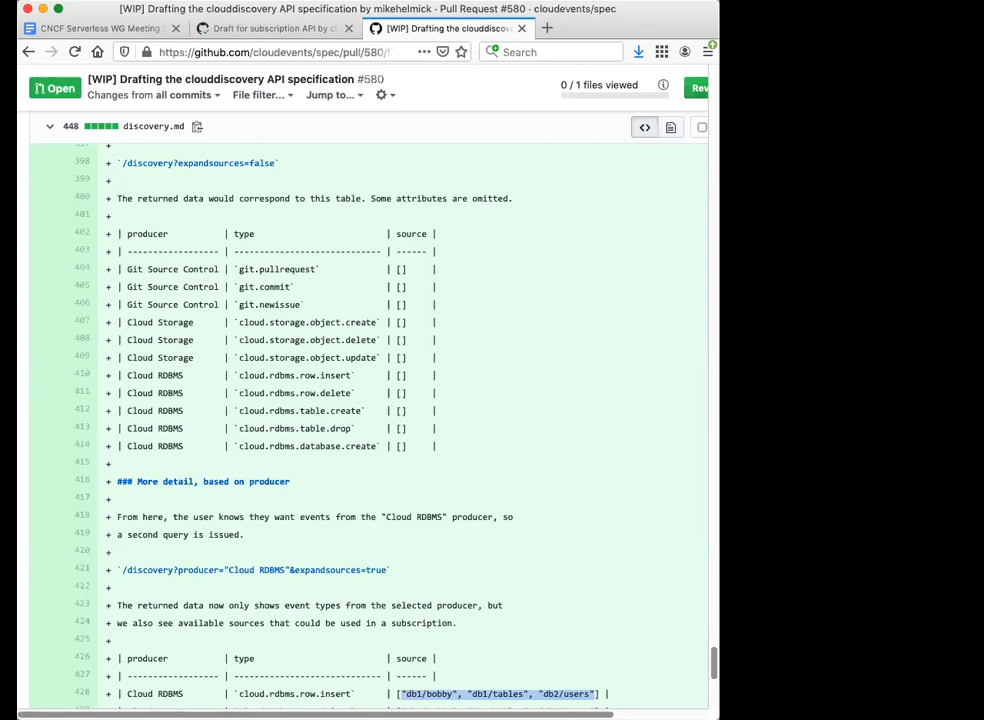 [WIP] Drafting the clouddiscovery API specification by mikehelmick · Pull Request #580 · cloudevents/spec
CNCF Serverless WG Meeting
Draft for subscription API by cl
[WIP] Drafting the clouddiscov
https://github.com/cloudevents/spec/pull/580/f
Search
Open
[WIP] Drafting the clouddiscovery API specification #580
Changes from all commits
File filter...
Jump to...
0 / 1 files viewed
Rev
448 discovery.md
397 +
398 + `/discovery?expandsources=false`
399 +
400 + The returned data would correspond to this table. Some attributes are omitted.
401 +
402 + | producer | type | source |
403 + | ------------------ | ----------------------------- | ------ |
404 + | Git Source Control | `git.pullrequest` | [] |
405 + | Git Source Control | `git.commit` | [] |
406 + | Git Source Control | `git.newissue` | [] |
407 + | Cloud Storage | `cloud.storage.object.create` | [] |
408 + | Cloud Storage | `cloud.storage.object.delete` | [] |
409 + | Cloud Storage | `cloud.storage.object.update` | [] |
410 + | Cloud RDBMS | `cloud.rdbms.row.insert` | [] |
411 + | Cloud RDBMS | `cloud.rdbms.row.delete` | [] |
412 + | Cloud RDBMS | `cloud.rdbms.table.create` | [] |
413 + | Cloud RDBMS | `cloud.rdbms.table.drop` | [] |
414 + | Cloud RDBMS | `cloud.rdbms.database.create` | [] |
415 +
416 + ### More detail, based on producer
417 +
418 + From here, the user knows they want events from the "Cloud RDBMS" producer, so
419 + a second query is issued.
420 +
421 + `/discovery?producer="Cloud RDBMS"&expandsources=true`
422 +
423 + The returned data now only shows event types from the selected producer, but
424 + we also see available sources that could be used in a subscription.
425 +
426 + | producer | type | source |
427 + | ------------------ | ----------------------------- | ------ |
428 + | Cloud RDBMS | `cloud.rdbms.row.insert` | ["db1/bobby", "db1/tables", "db2/users"] |